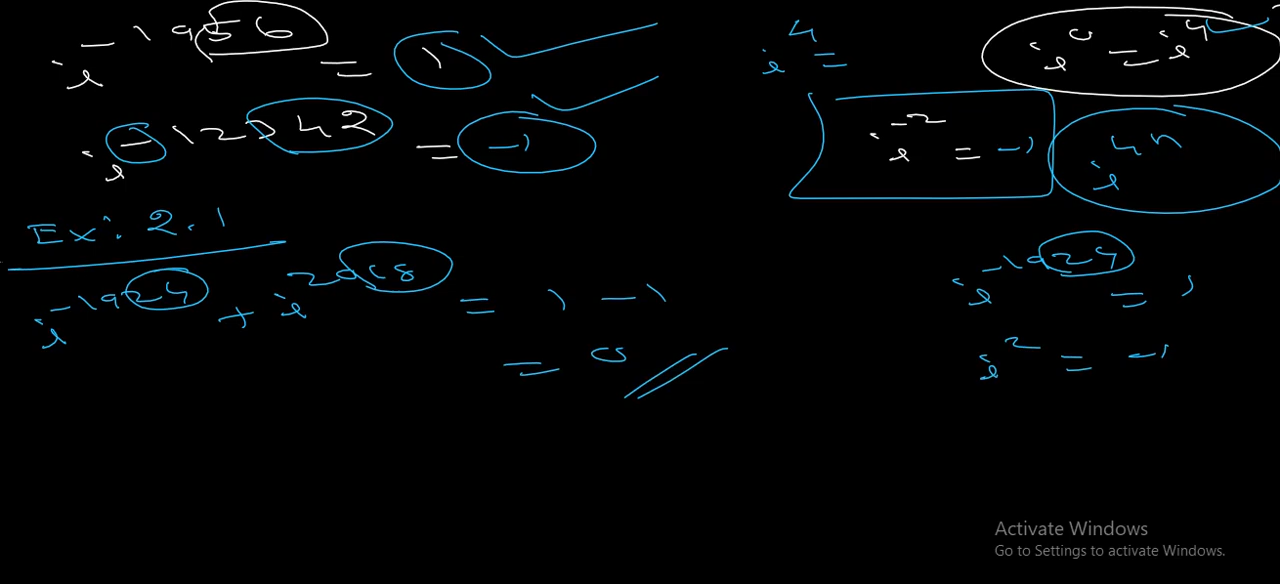 i^-1956 = 1
i^-12342 = -1
Ex: 2.1
i^-1924 + i^2018 = 1 - 1
= 0
i^4 =
i^0 = i^4
i^-2 = -1
i^4n
i^-1924 = 1
i^2 = -1
Activate Windows
Go to Settings to activate Windows.